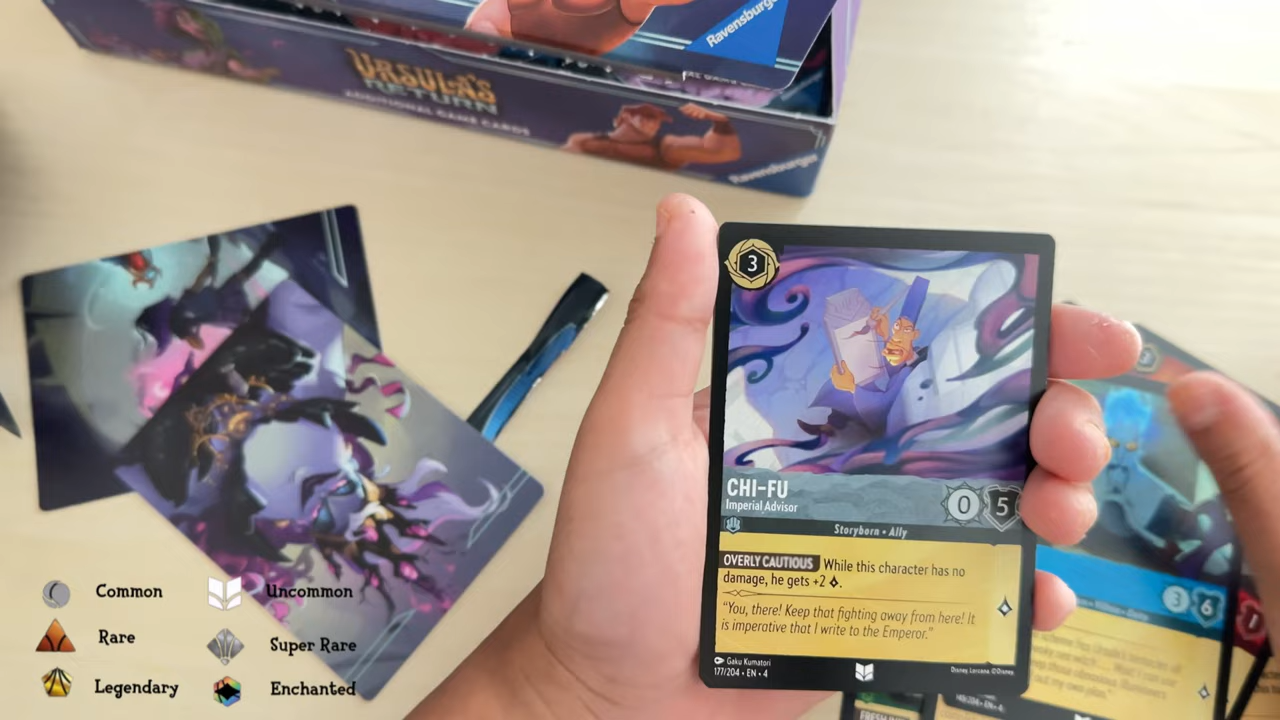 Ravensburger
URSULA'S
RETURN
ADDITIONAL GAME CARDS
Ravensburger
3
CHI-FU
Imperial Advisor
0 5
Storyborn • Ally
OVERLY CAUTIOUS While this character has no
damage, he gets +2
"You, there! Keep that fighting away from here! It
is imperative that I write to the Emperor."
Gaku Kumatori
177/204 • EN • 4
Disney Lorcana ©Disney
3 6
1
Common
Uncommon
Rare
Super Rare
Legendary
Enchanted